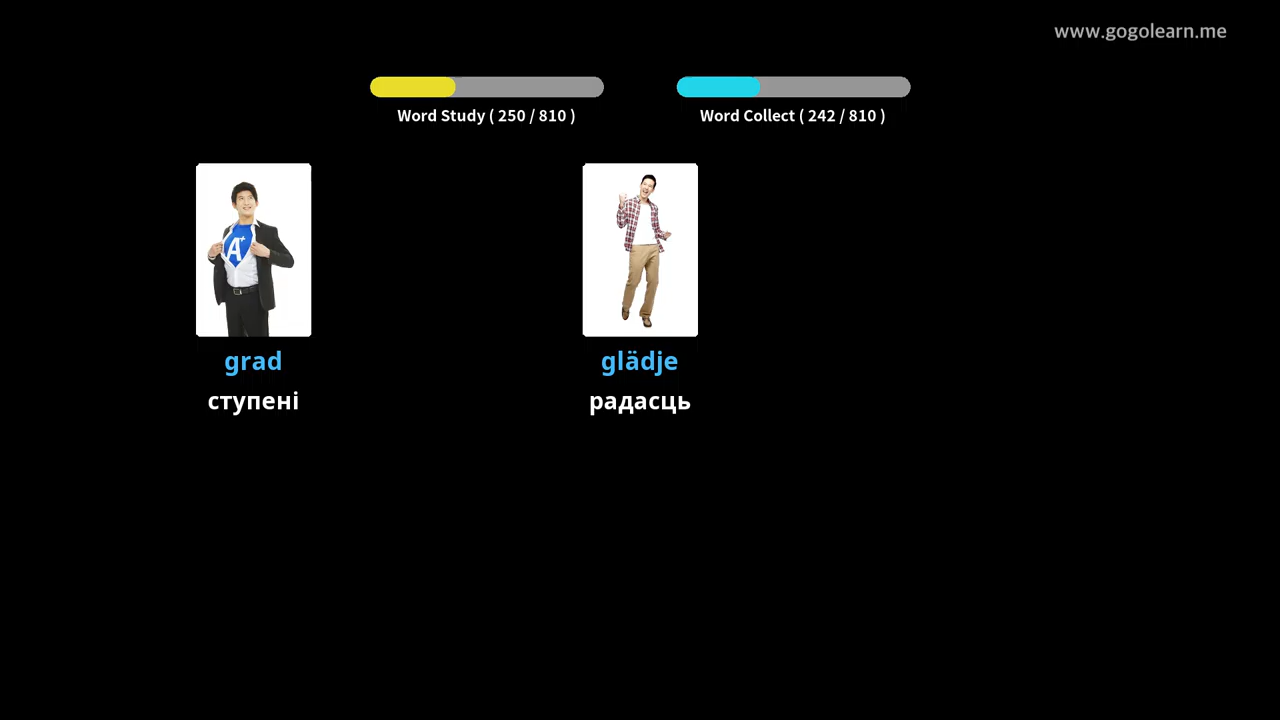 www.gogolearn.me
Word Study ( 250 / 810 )
Word Collect ( 242 / 810 )
A+
grad
glädje
ступені
радасць